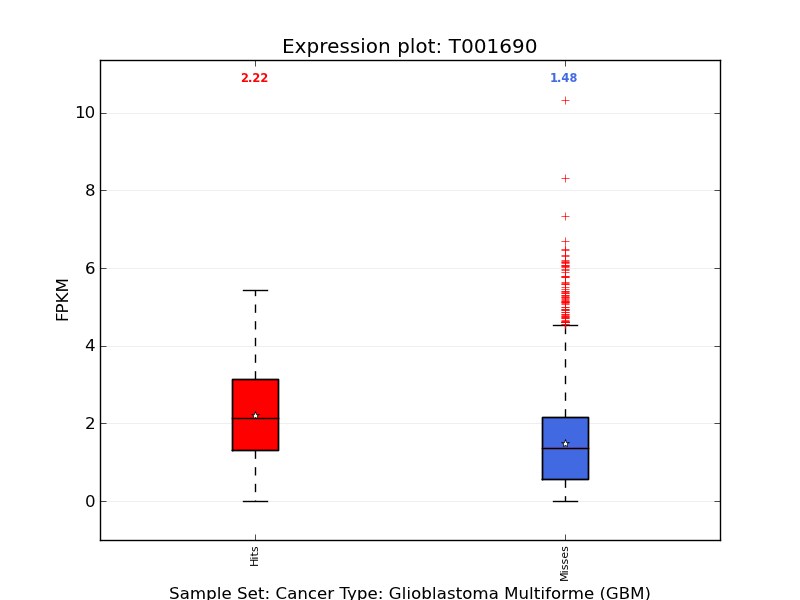 Expression plot: T001690
2.22
1.48
10
8
6
4
2
0
FPKM
Hits
Misses
Sample Set: Cancer Type: Glioblastoma Multiforme (GBM)